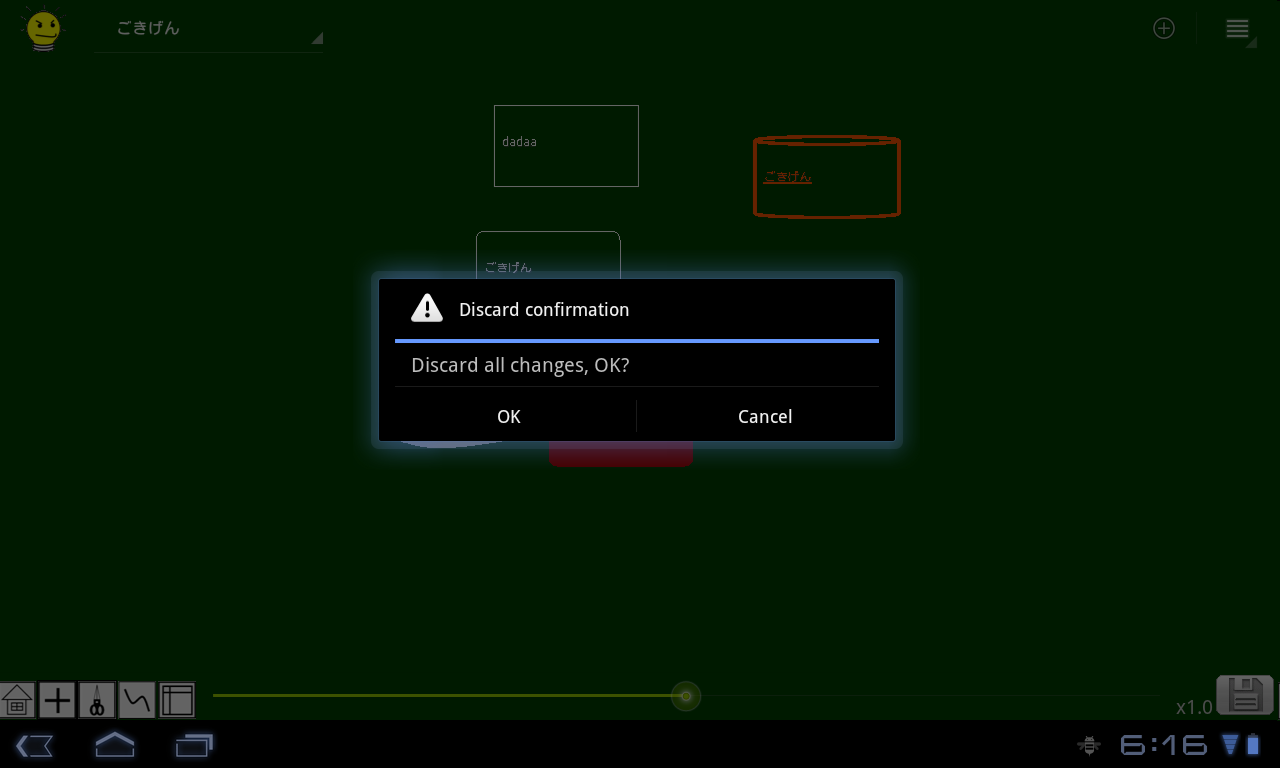 ごきげん
dadaa
ごきげん
ごきげん
Discard confirmation
Discard all changes, OK?
OK
Cancel
x1.0
6:16